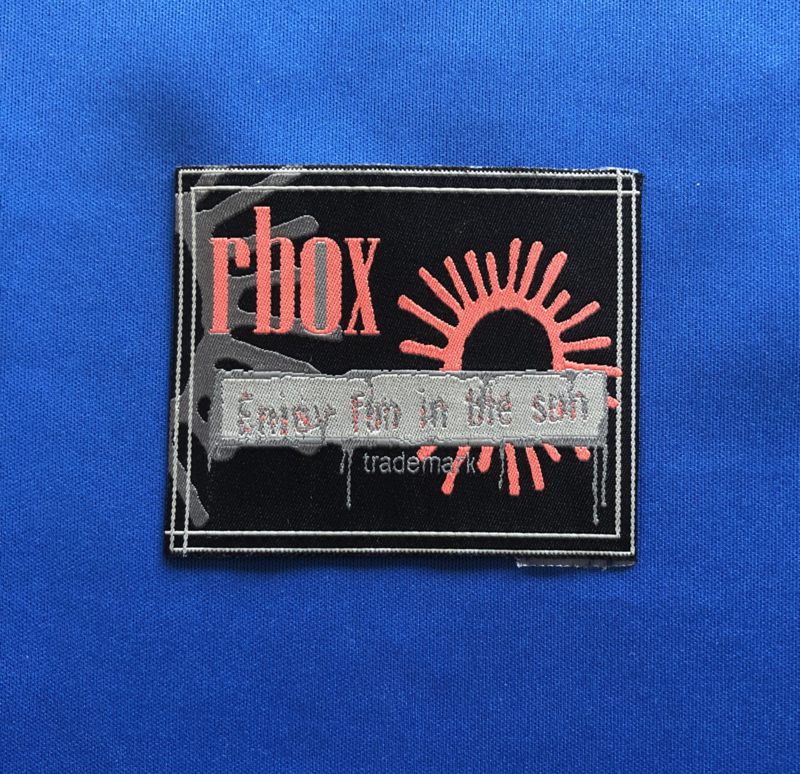 rbox
Enjoy fun in the sun
trademark